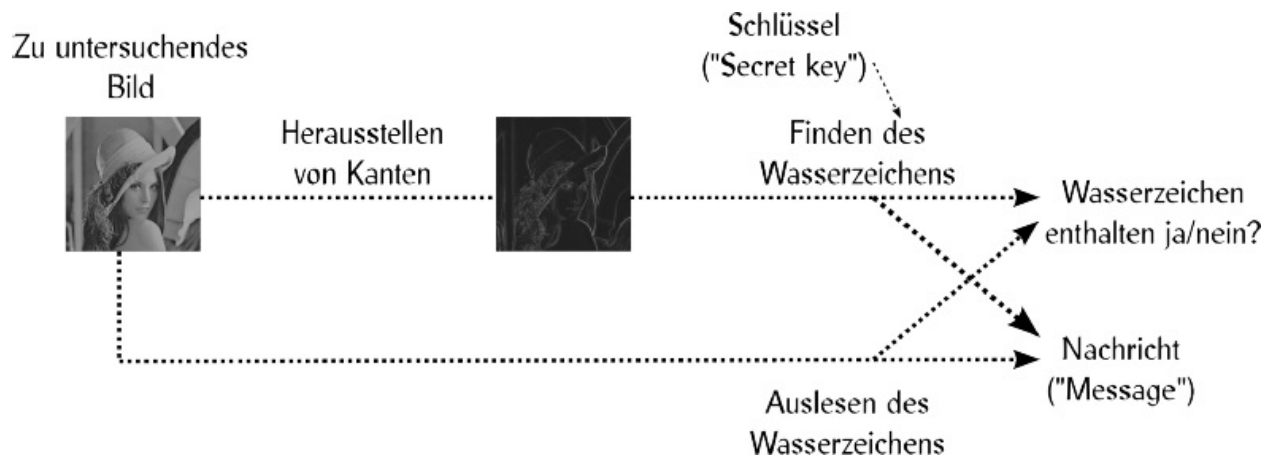 Zu untersuchendes
Bild
Herausstellen
von Kanten
Schlüssel
("Secret key")
Finden des
Wasserzeichens
Wasserzeichen
enthalten ja/nein?
Nachricht
("Message")
Auslesen des
Wasserzeichens